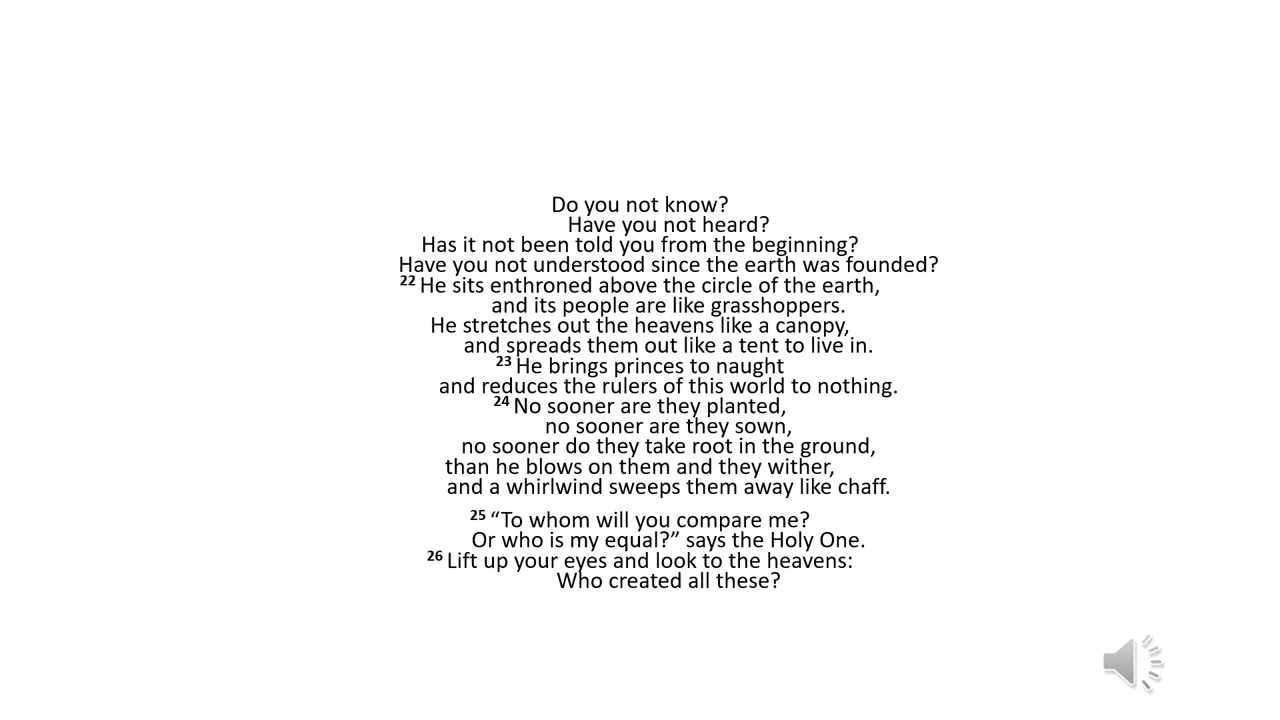 Do you not know?
Have you not heard?
Has it not been told you from the beginning?
Have you not understood since the earth was founded?
22 He sits enthroned above the circle of the earth,
and its people are like grasshoppers.
He stretches out the heavens like a canopy,
and spreads them out like a tent to live in.
23 He brings princes to naught
and reduces the rulers of this world to nothing.
24 No sooner are they planted,
no sooner are they sown,
no sooner do they take root in the ground,
than he blows on them and they wither,
and a whirlwind sweeps them away like chaff.
25 “To whom will you compare me?
Or who is my equal?” says the Holy One.
26 Lift up your eyes and look to the heavens:
Who created all these?